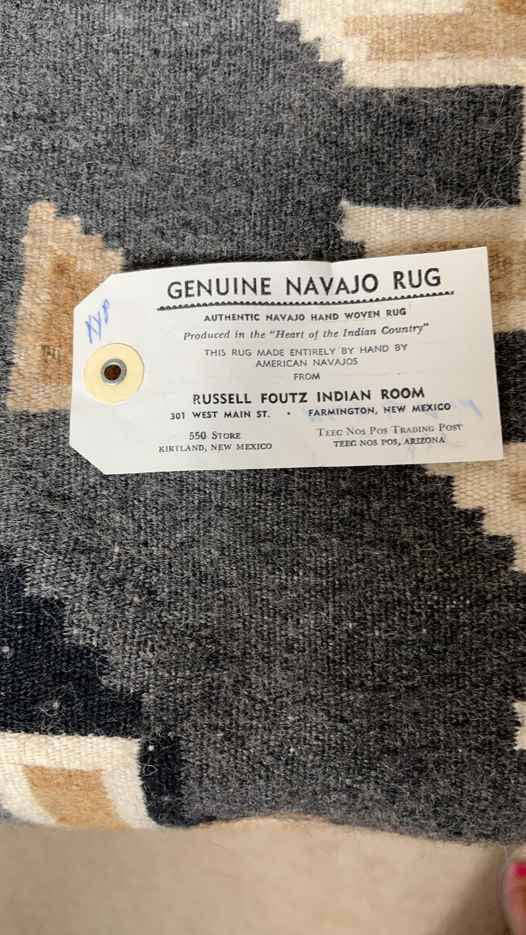 GENUINE NAVAJO RUG
AUTHENTIC NAVAJO HAND WOVEN RUG
Produced in the "Heart of the Indian Country"
THIS RUG MADE ENTIRELY BY HAND BY
AMERICAN NAVAJOS
FROM
RUSSELL FOUTZ INDIAN ROOM
301 WEST MAIN ST. • FARMINGTON, NEW MEXICO
550 STORE
KIRTLAND, NEW MEXICO
TEEC NOS POS TRADING POST
TEEC NOS POS, ARIZONA